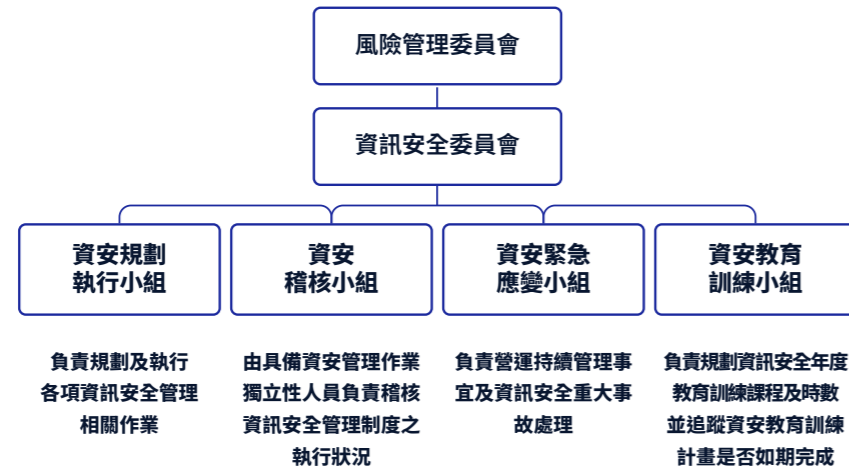 風險管理委員會
資訊安全委員會
資安規劃
執行小組
資安
稽核小組
資安緊急
應變小組
資安教育
訓練小組
負責規劃及執行
各項資訊安全管理
相關作業
由具備資安管理作業
獨立性人員負責稽核
資訊安全管理制度之
執行狀況
負責營運持續管理事
宜及資訊安全重大事
故處理
負責規劃資訊安全年度
教育訓練課程及時數
並追蹤資安教育訓練
計畫是否如期完成